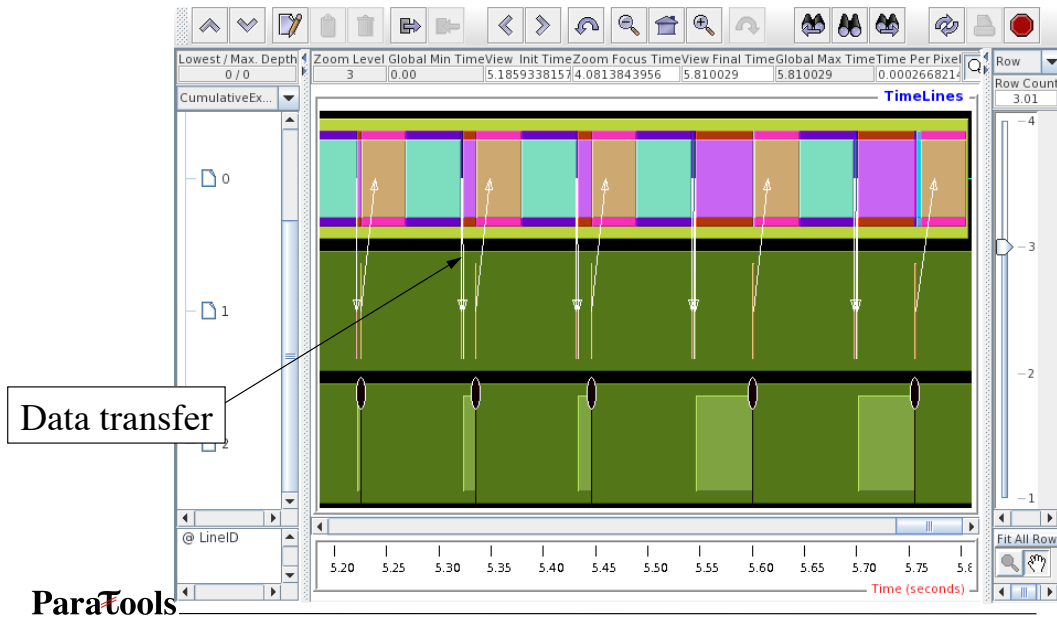 Lowest / Max. Depth
0 / 0
Zoom Level Global Min Time View Init Time Zoom Focus Time View Final Time Global Max Time Time Per Pixel
3 0.00 5.1859338157 4.0813843956 5.810029 5.810029 0.0002668214
Row
Row Count
3.01
CumulativeEx...
TimeLines
0
1
2
Data transfer
4
3
2
1
@ LineID
5.20 5.25 5.30 5.35 5.40 5.45 5.50 5.55 5.60 5.65 5.70 5.75
Time (seconds)
Fit All Row
ParaTools